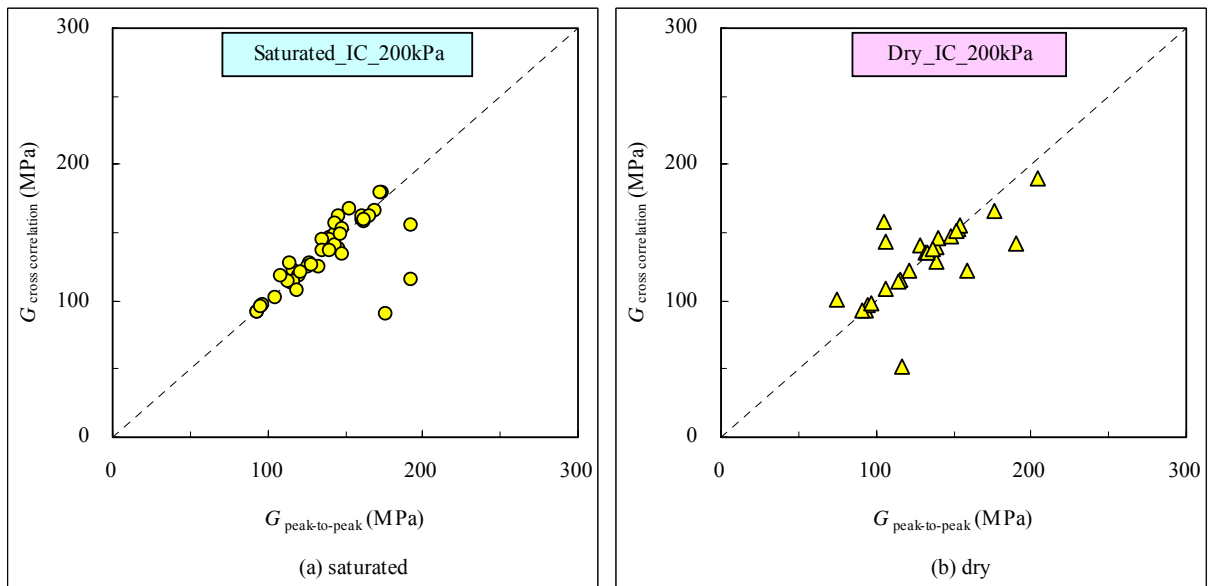 300
Saturated_IC_200kPa
200
100
0
G cross correlation (MPa)
0
100
200
300
G peak-to-peak (MPa)
(a) saturated
300
Dry_IC_200kPa
200
100
0
G cross correlation (MPa)
0
100
200
300
G peak-to-peak (MPa)
(b) dry